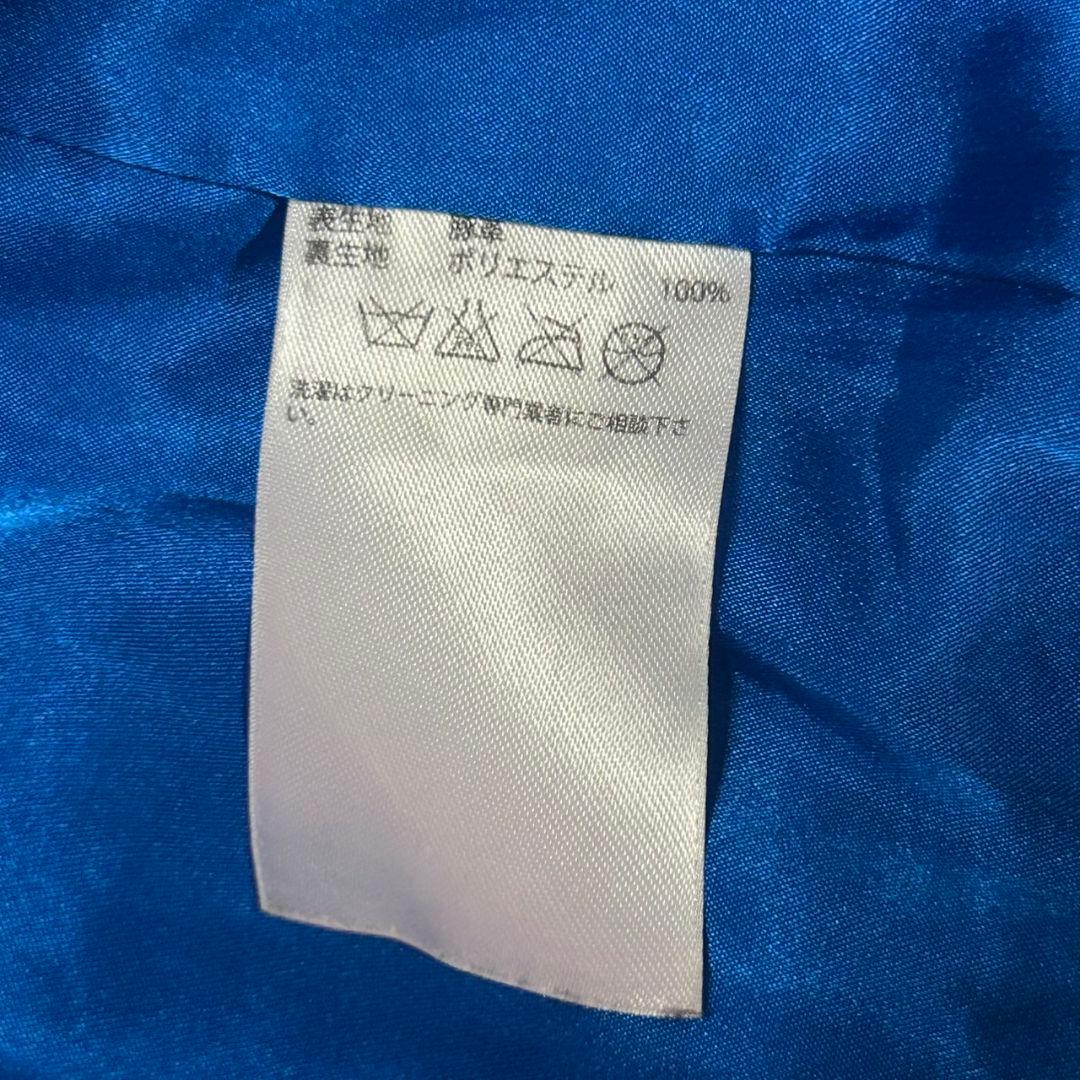 表生地 豚革
裏生地 ポリエステル 100%
洗濯はクリーニング専門業者にご相談下さ
い。